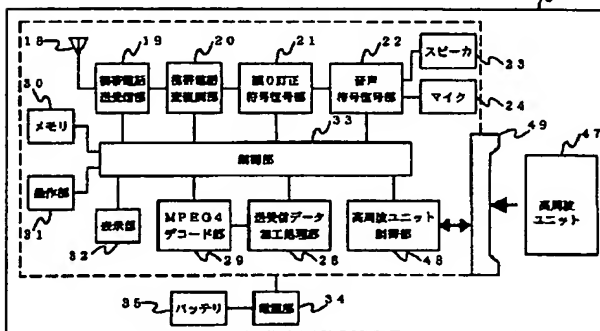 18
19
20
21
22
スピーカ
23
携帯電話
送受信部
携帯電話
変復調部
誤り訂正
符号復号部
音声
符号復号部
マイク
24
30
メモリ
33
制御部
49
47
操作部
31
表示部
32
MPEG4
デコード部
29
送受信データ
加工処理部
28
高周波ユニット
制御部
48
高周波
ユニット
35
バッテリ
電源部
34